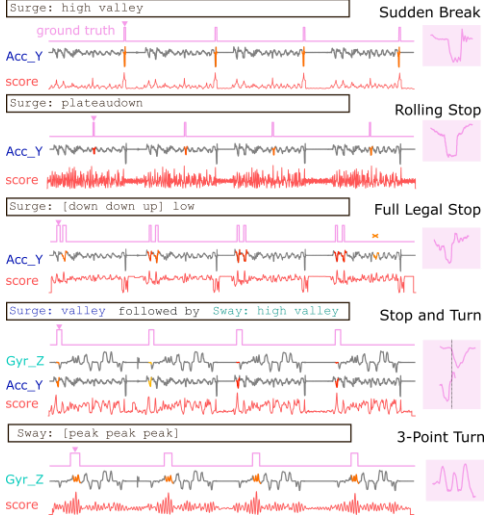 Surge: high valley
Sudden Break
ground truth
Acc_Y
score
Surge: plateaudown
Rolling Stop
Acc_Y
score
Surge: [down down up] low
Full Legal Stop
Acc_Y
score
Surge: valley followed by Sway: high valley
Stop and Turn
Gyr_Z
Acc_Y
score
Sway: [peak peak peak]
3-Point Turn
Gyr_Z
score